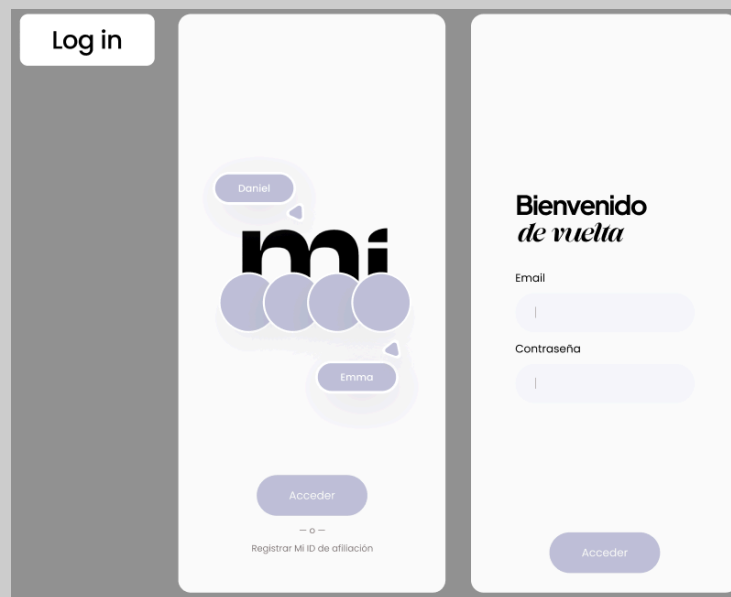 Log in
Daniel
mi
Emma
Acceder
— o —
Registrar Mi ID de afiliación
Bienvenido
de vuelta
Email
Contraseña
Acceder